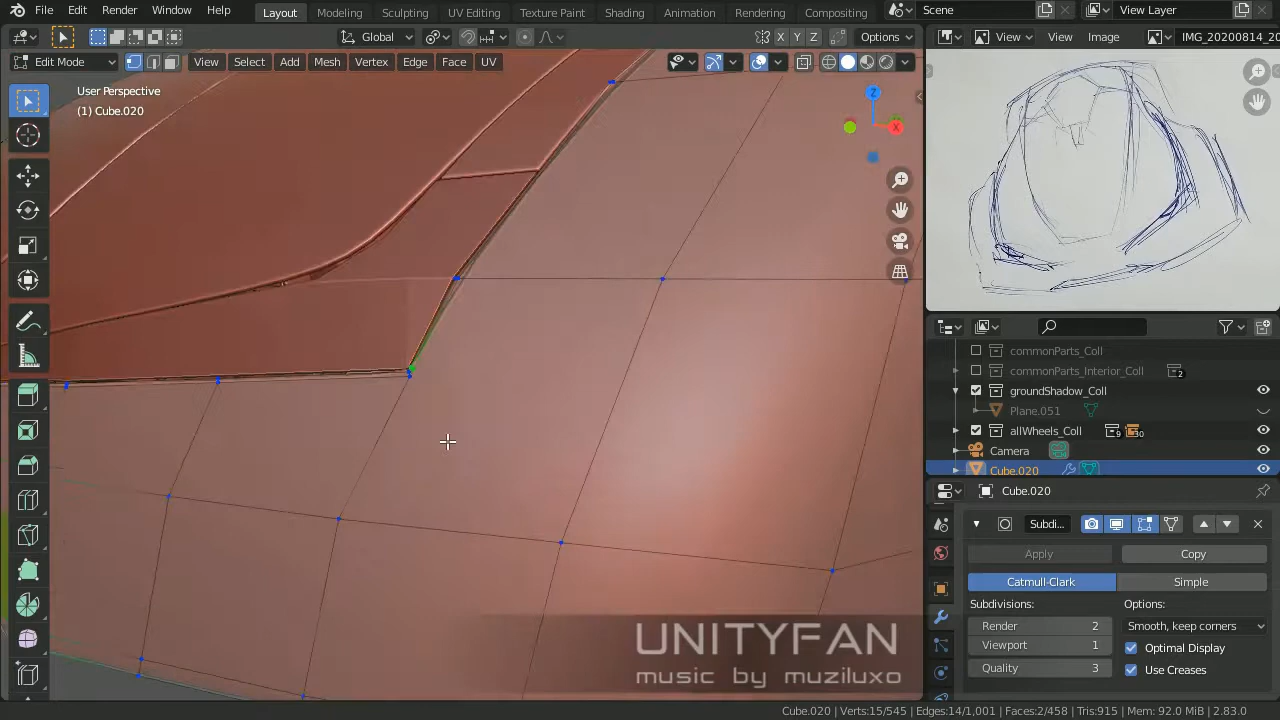 File Edit Render Window Help Layout Modeling Sculpting UV Editing Texture Paint Shading Animation Rendering Compositing Scene View Layer
Global Options View View Image IMG_20200814_20
Edit Mode View Select Add Mesh Vertex Edge Face UV
X Y Z
User Perspective
(1) Cube.020
Z
X
commonParts_Coll
commonParts_Interior_Coll 2
groundShadow_Coll
Plane.051
allWheels_Coll 9 30
Camera
Cube.020
Cube.020
Subdi...
Apply Copy
Catmull-Clark Simple
Subdivisions: Options:
Render 2 Smooth, keep corners
Viewport 1 Optimal Display
Quality 3 Use Creases
UNITYFAN
music by muziluxo
Cube.020 | Verts:15/545 | Edges:14/1,001 | Faces:2/458 | Tris:915 | Mem: 92.0 MiB | 2.83.0